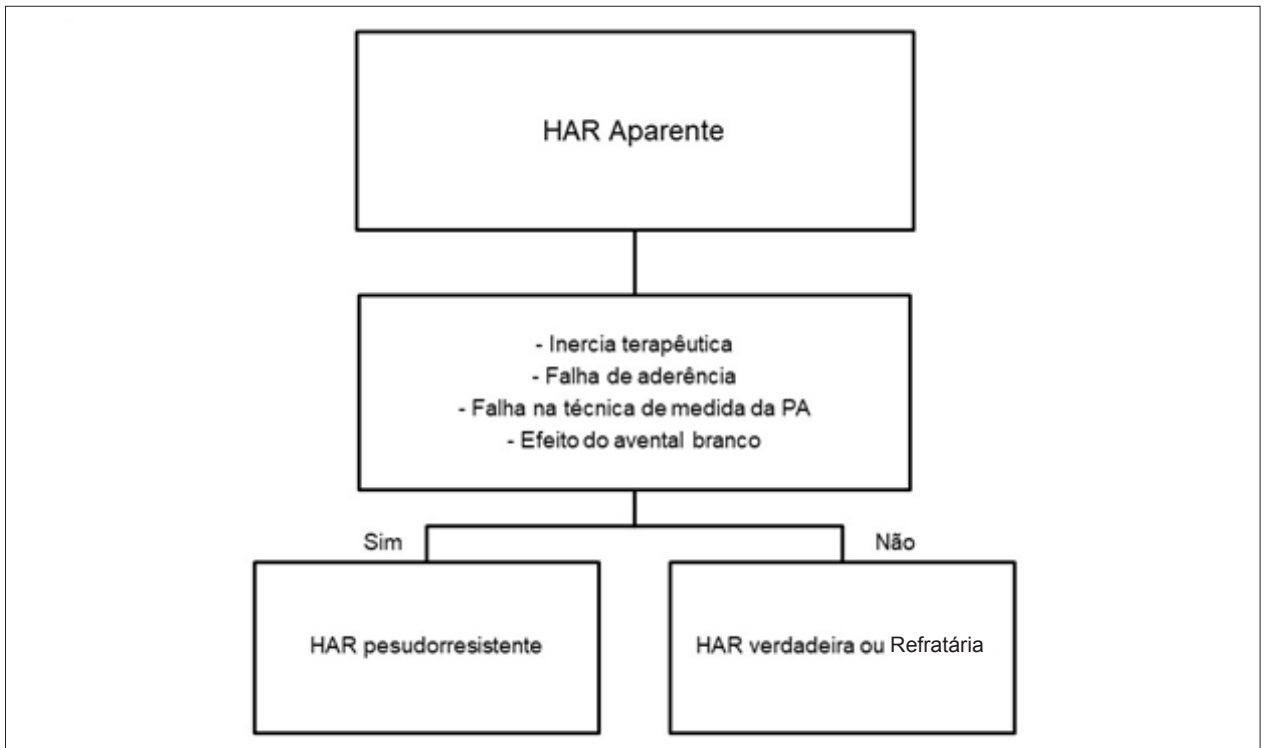 HAR Aparente
- Inercia terapêutica
- Falha de aderência
- Falha na técnica de medida da PA
- Efeito do avental branco
Sim
Não
HAR pesudorresistente
HAR verdadeira ou Refratária